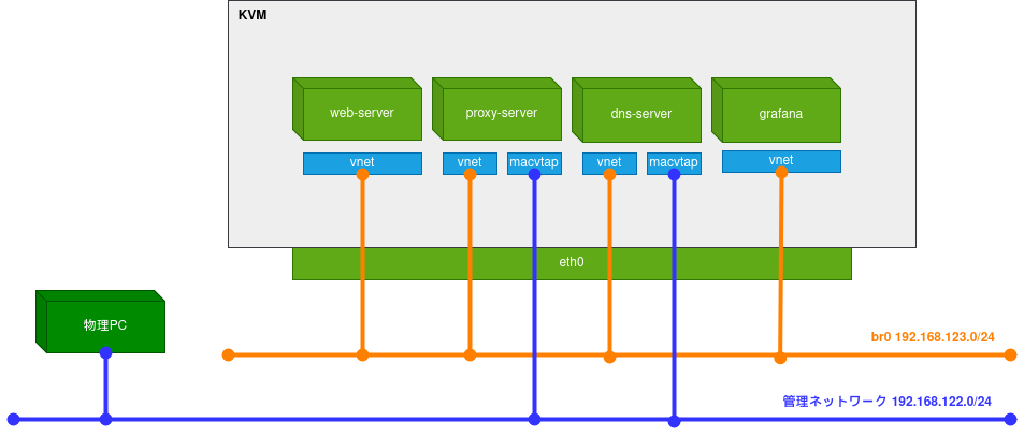 KVM
web-server
proxy-server
dns-server
grafana
vnet
vnet
macvtap
vnet
macvtap
vnet
eth0
物理PC
br0 192.168.123.0/24
管理ネットワーク 192.168.122.0/24